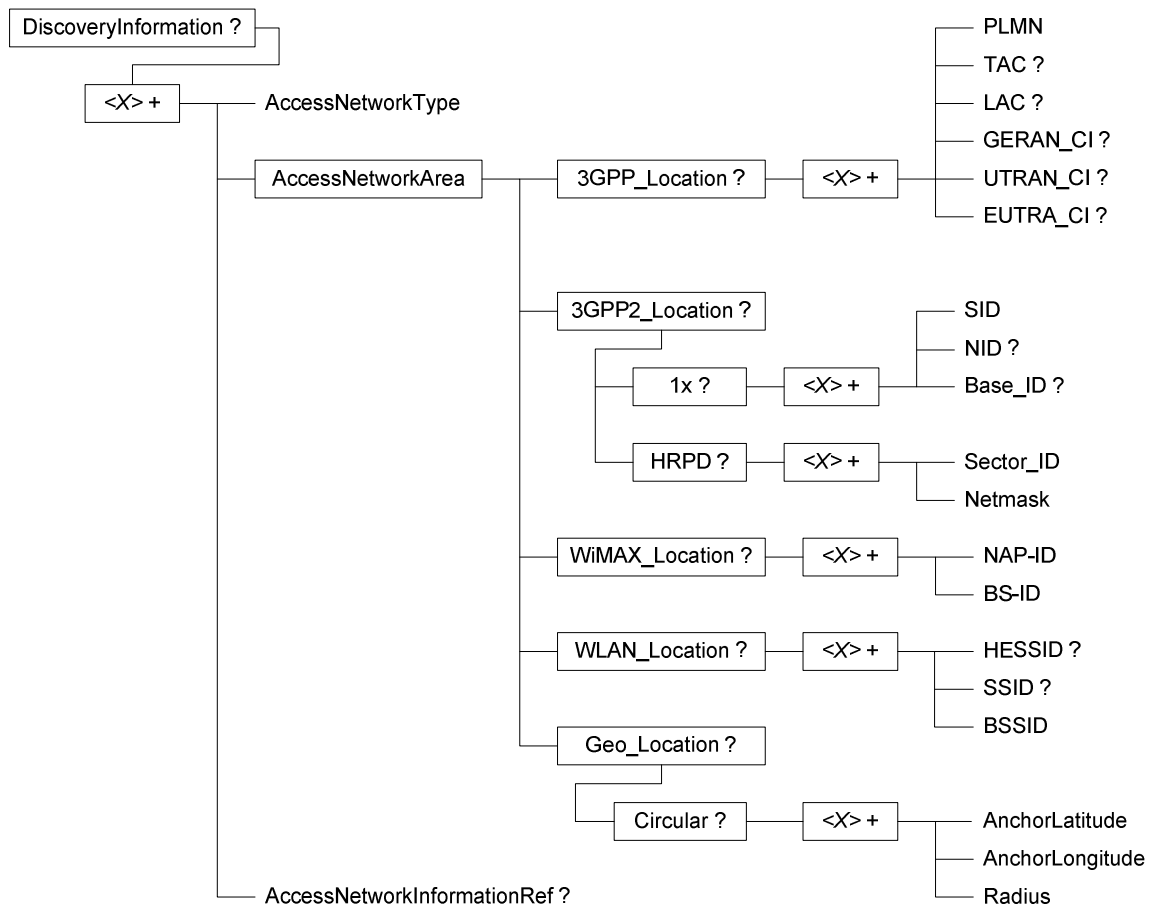 DiscoveryInformation ?
<X> +
AccessNetworkType
AccessNetworkArea
3GPP_Location ?
<X> +
PLMN
TAC ?
LAC ?
GERAN_CI ?
UTRAN_CI ?
EUTRA_CI ?
3GPP2_Location ?
1x ?
<X> +
SID
NID ?
Base_ID ?
HRPD ?
<X> +
Sector_ID
Netmask
WiMAX_Location ?
<X> +
NAP-ID
BS-ID
WLAN_Location ?
<X> +
HESSID ?
SSID ?
BSSID
Geo_Location ?
Circular ?
<X> +
AnchorLatitude
AnchorLongitude
Radius
AccessNetworkInformationRef ?